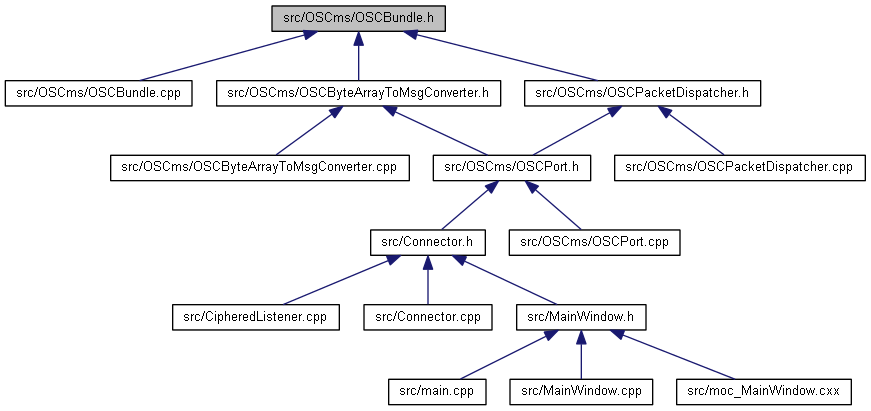 src/OSCms/OSCBundle.h
src/OSCms/OSCBundle.cpp
src/OSCms/OSCByteArrayToMsgConverter.h
src/OSCms/OSCPacketDispatcher.h
src/OSCms/OSCByteArrayToMsgConverter.cpp
src/OSCms/OSCPort.h
src/OSCms/OSCPacketDispatcher.cpp
src/Connector.h
src/OSCms/OSCPort.cpp
src/CipheredListener.cpp
src/Connector.cpp
src/MainWindow.h
src/main.cpp
src/MainWindow.cpp
src/moc_MainWindow.cxx